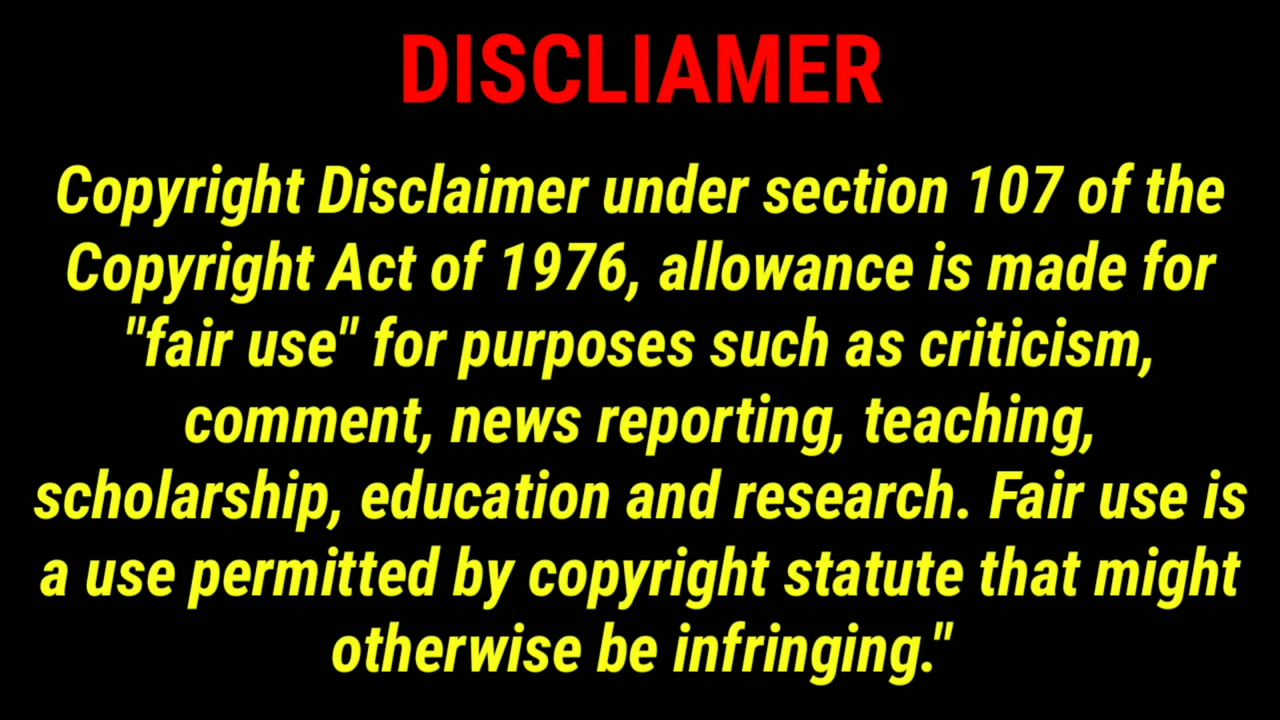 DISCLIAMER
Copyright Disclaimer under section 107 of the
Copyright Act of 1976, allowance is made for
"fair use" for purposes such as criticism,
comment, news reporting, teaching,
scholarship, education and research. Fair use is
a use permitted by copyright statute that might
otherwise be infringing."